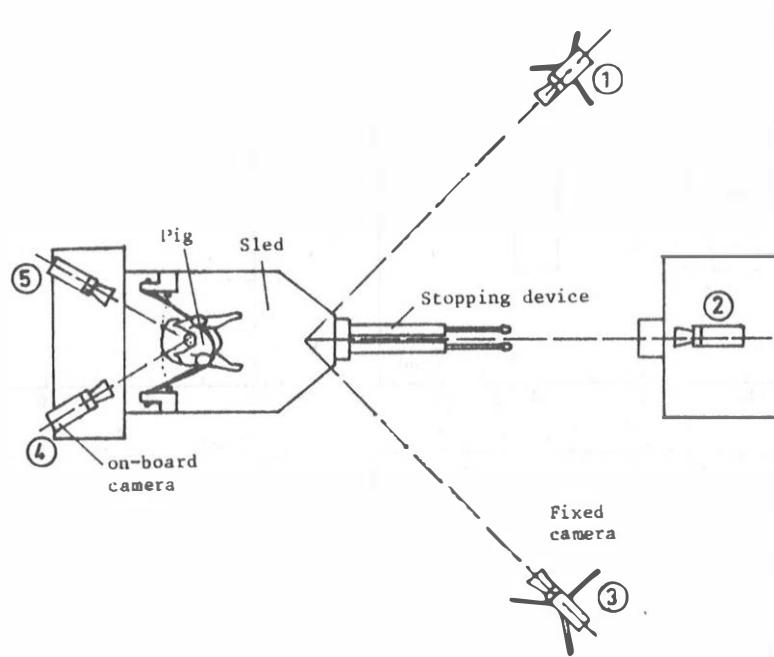 ①
Pig
Sled
⑤
Stopping device
②
④
on-board
camera
Fixed
camera
③